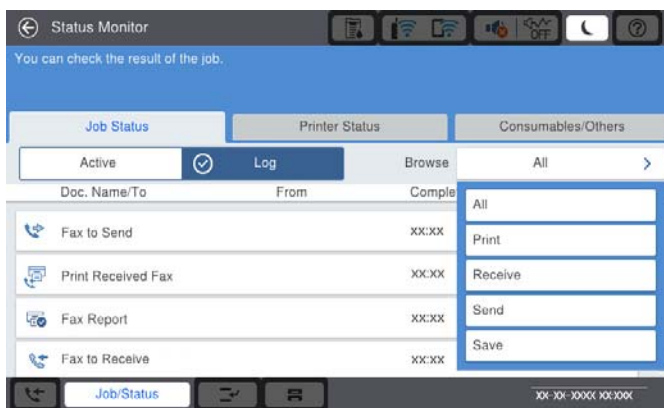 Status Monitor
OFF
You can check the result of the job.
Job Status Printer Status Consumables/Others
Active Log Browse All
Doc. Name/To From Comple
All
Fax to Send XX:XX
Print
Print Received Fax XX:XX
Receive
Fax Report XX:XX
Send
Save
Fax to Receive XX:XX
Job/Status XX-XX-XXXX XX:XXXX